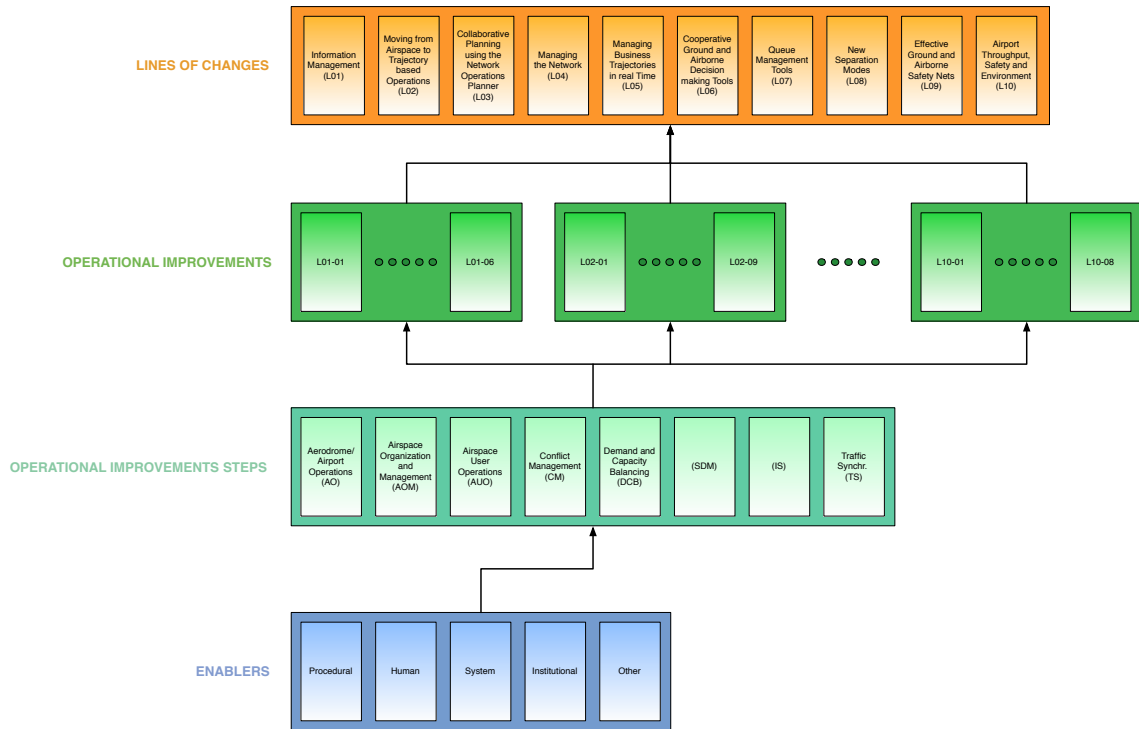 LINES OF CHANGES
Information
Management
(L01)
Moving from
Airspace to
Trajectory
based
Operations
(L02)
Collaborative
Planning
using the
Network
Operations
Planner
(L03)
Managing
the Network
(L04)
Managing
Business
Trajectories
in real Time
(L05)
Cooperative
Ground and
Airborne
Decision
making Tools
(L06)
Queue
Management
Tools
(L07)
New
Separation
Modes
(L08)
Effective
Ground and
Airborne
Safety Nets
(L09)
Airport
Throughput,
Safety and
Environment
(L10)
OPERATIONAL IMPROVEMENTS
L01-01
L01-06
L02-01
L02-09
L10-01
L10-08
OPERATIONAL IMPROVEMENTS STEPS
Aerodrome/
Airport
Operations
(AO)
Airspace
Organization
and
Management
(AOM)
Airspace
User
Operations
(AUO)
Conflict
Management
(CM)
Demand and
Capacity
Balancing
(DCB)
(SDM)
(IS)
Traffic
Synchr.
(TS)
ENABLERS
Procedural
Human
System
Institutional
Other